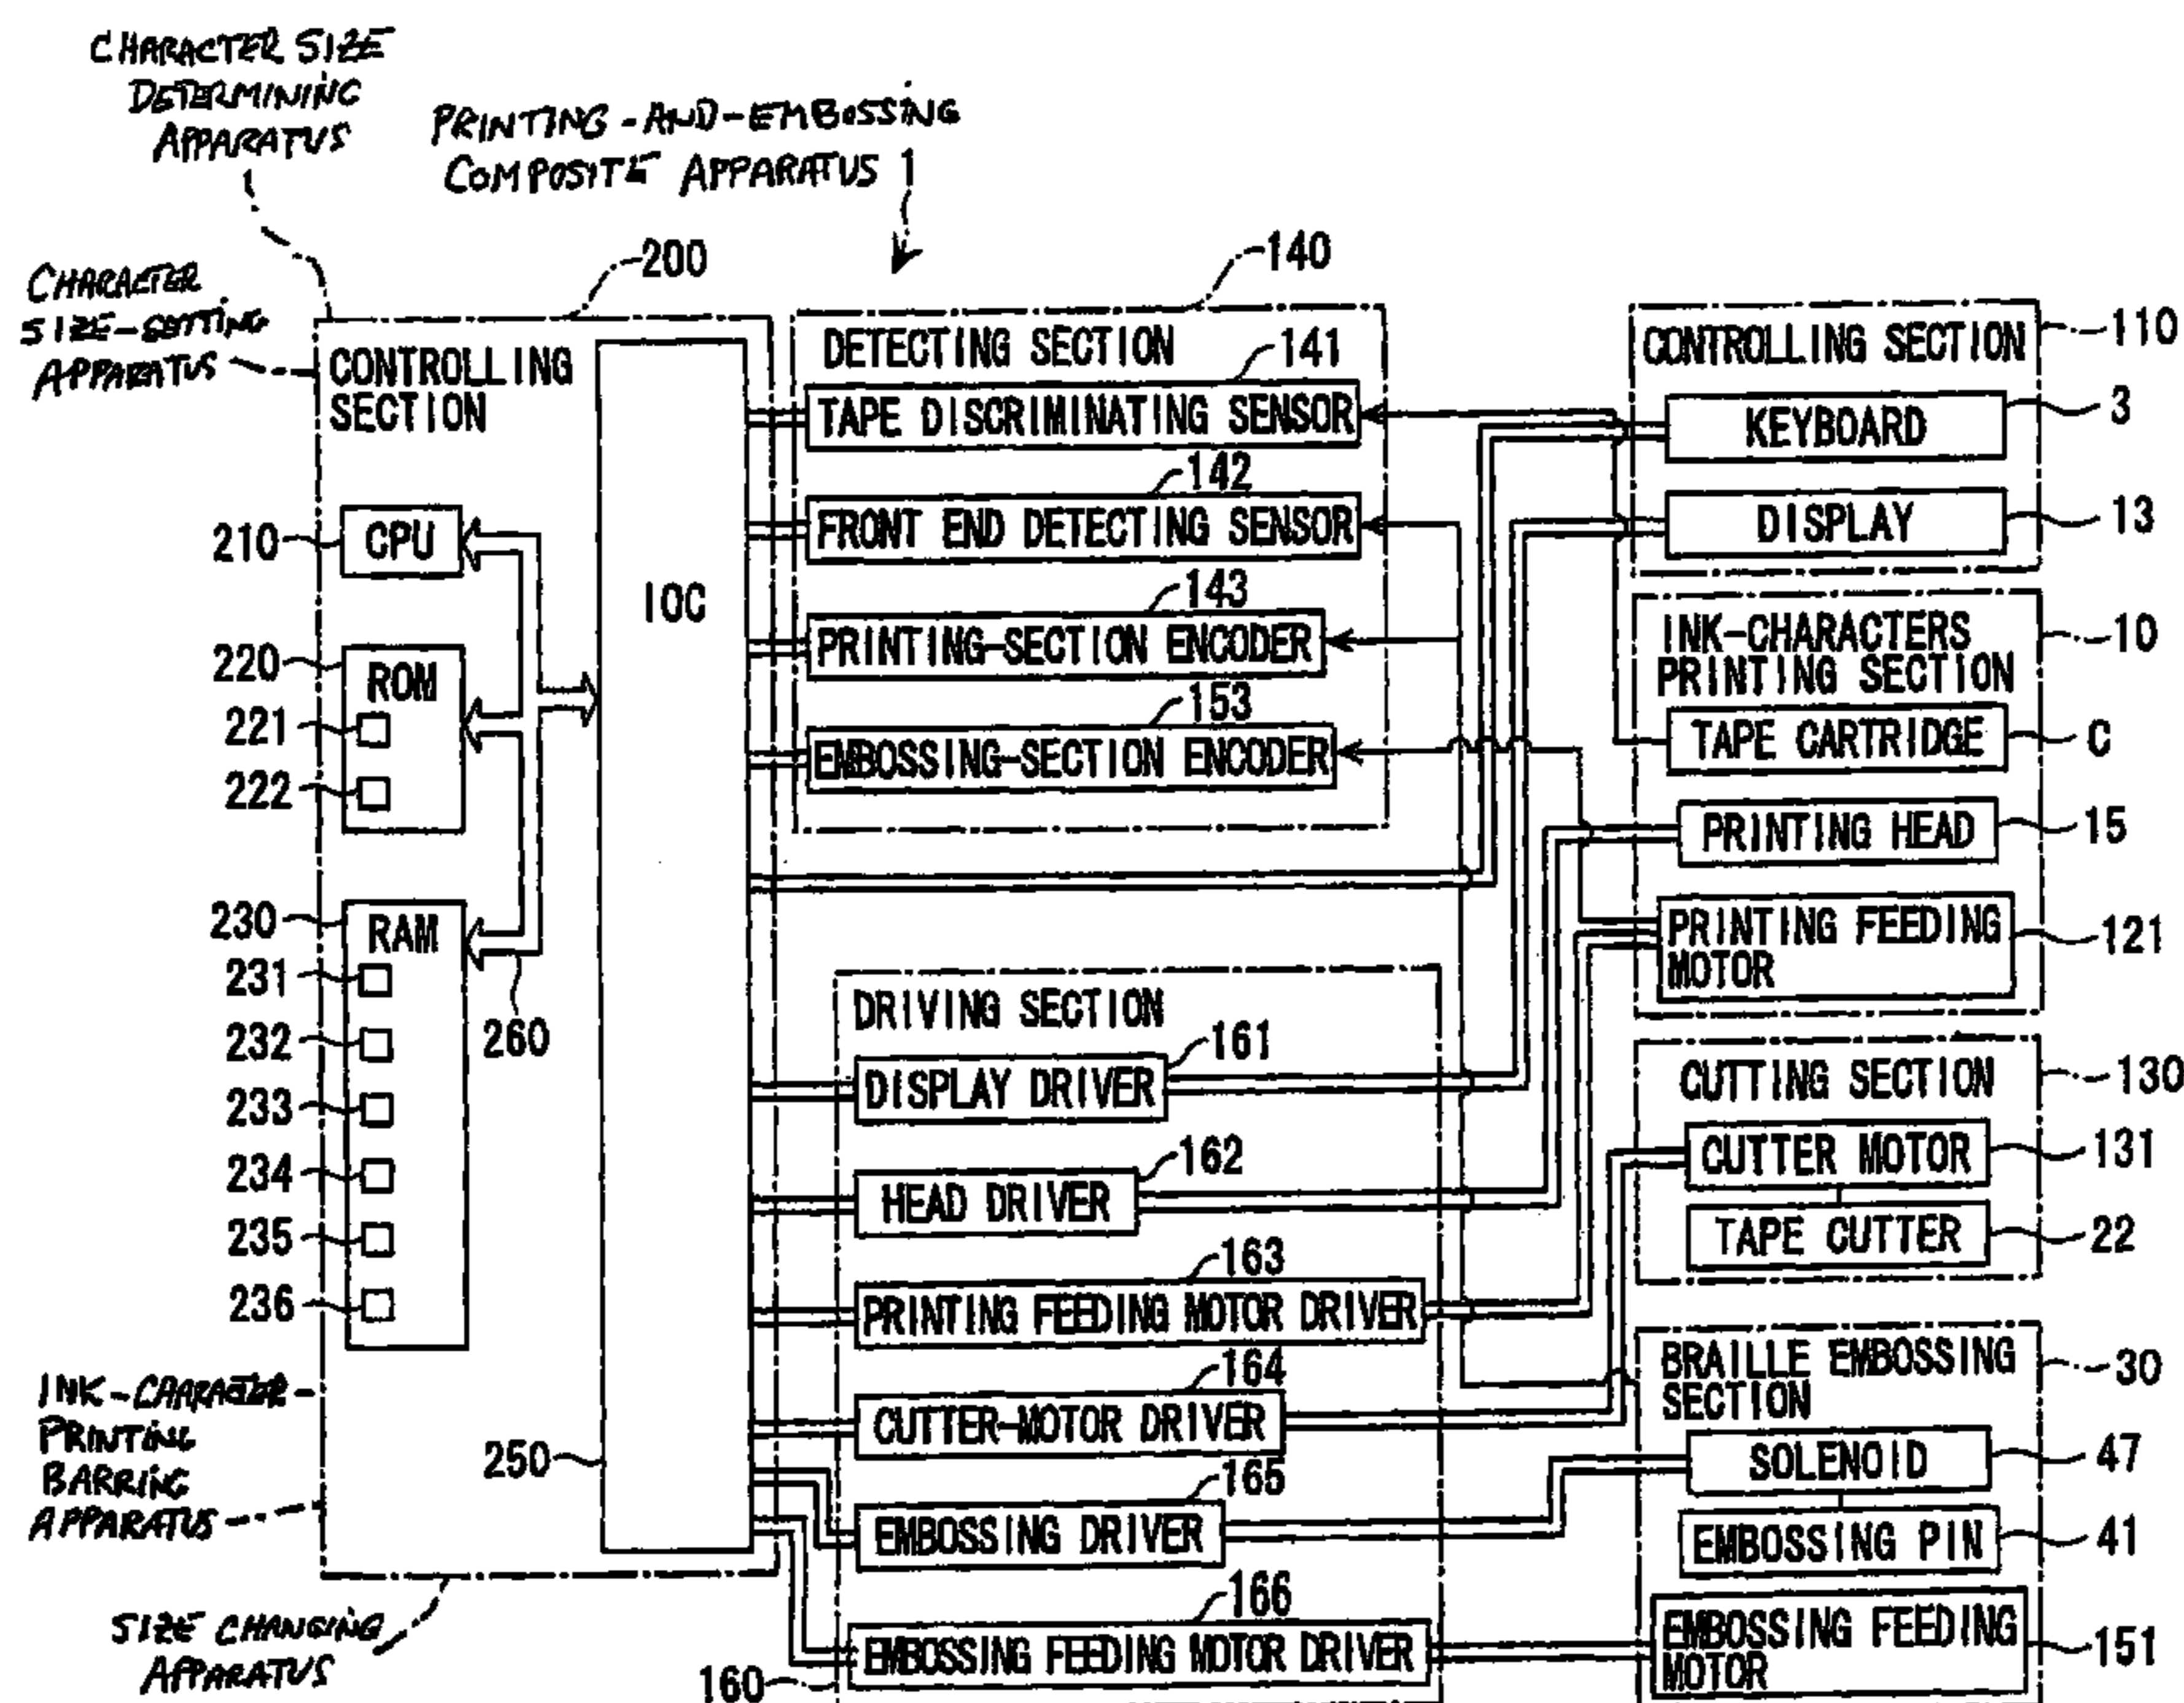 CHARACTER SIZE
DETERMINING
APPARATUS
PRINTING-AND-EMBOSSING
COMPOSITE APPARATUS 1
CHARACTER
SIZE-SETTING
APPARATUS
200
CONTROLLING
SECTION
210
CPU
220
ROM
221
222
230
RAM
231
232
233
234
235
236
260
IOC
250
INK-CHARACTER
PRINTING
BARRING
APPARATUS
SIZE CHANGING
APPARATUS
140
DETECTING SECTION
141
TAPE DISCRIMINATING SENSOR
142
FRONT END DETECTING SENSOR
143
PRINTING-SECTION ENCODER
153
EMBOSSING-SECTION ENCODER
DRIVING SECTION
161
DISPLAY DRIVER
162
HEAD DRIVER
163
PRINTING FEEDING MOTOR DRIVER
164
CUTTER-MOTOR DRIVER
165
EMBOSSING DRIVER
166
EMBOSSING FEEDING MOTOR DRIVER
160
CONTROLLING SECTION
110
KEYBOARD
3
DISPLAY
13
INK-CHARACTERS
PRINTING SECTION
10
TAPE CARTRIDGE
C
PRINTING HEAD
15
PRINTING FEEDING
MOTOR
121
CUTTING SECTION
130
CUTTER MOTOR
131
TAPE CUTTER
22
BRAILLE EMBOSSING
SECTION
30
SOLENOID
47
EMBOSSING PIN
41
EMBOSSING FEEDING
MOTOR
151